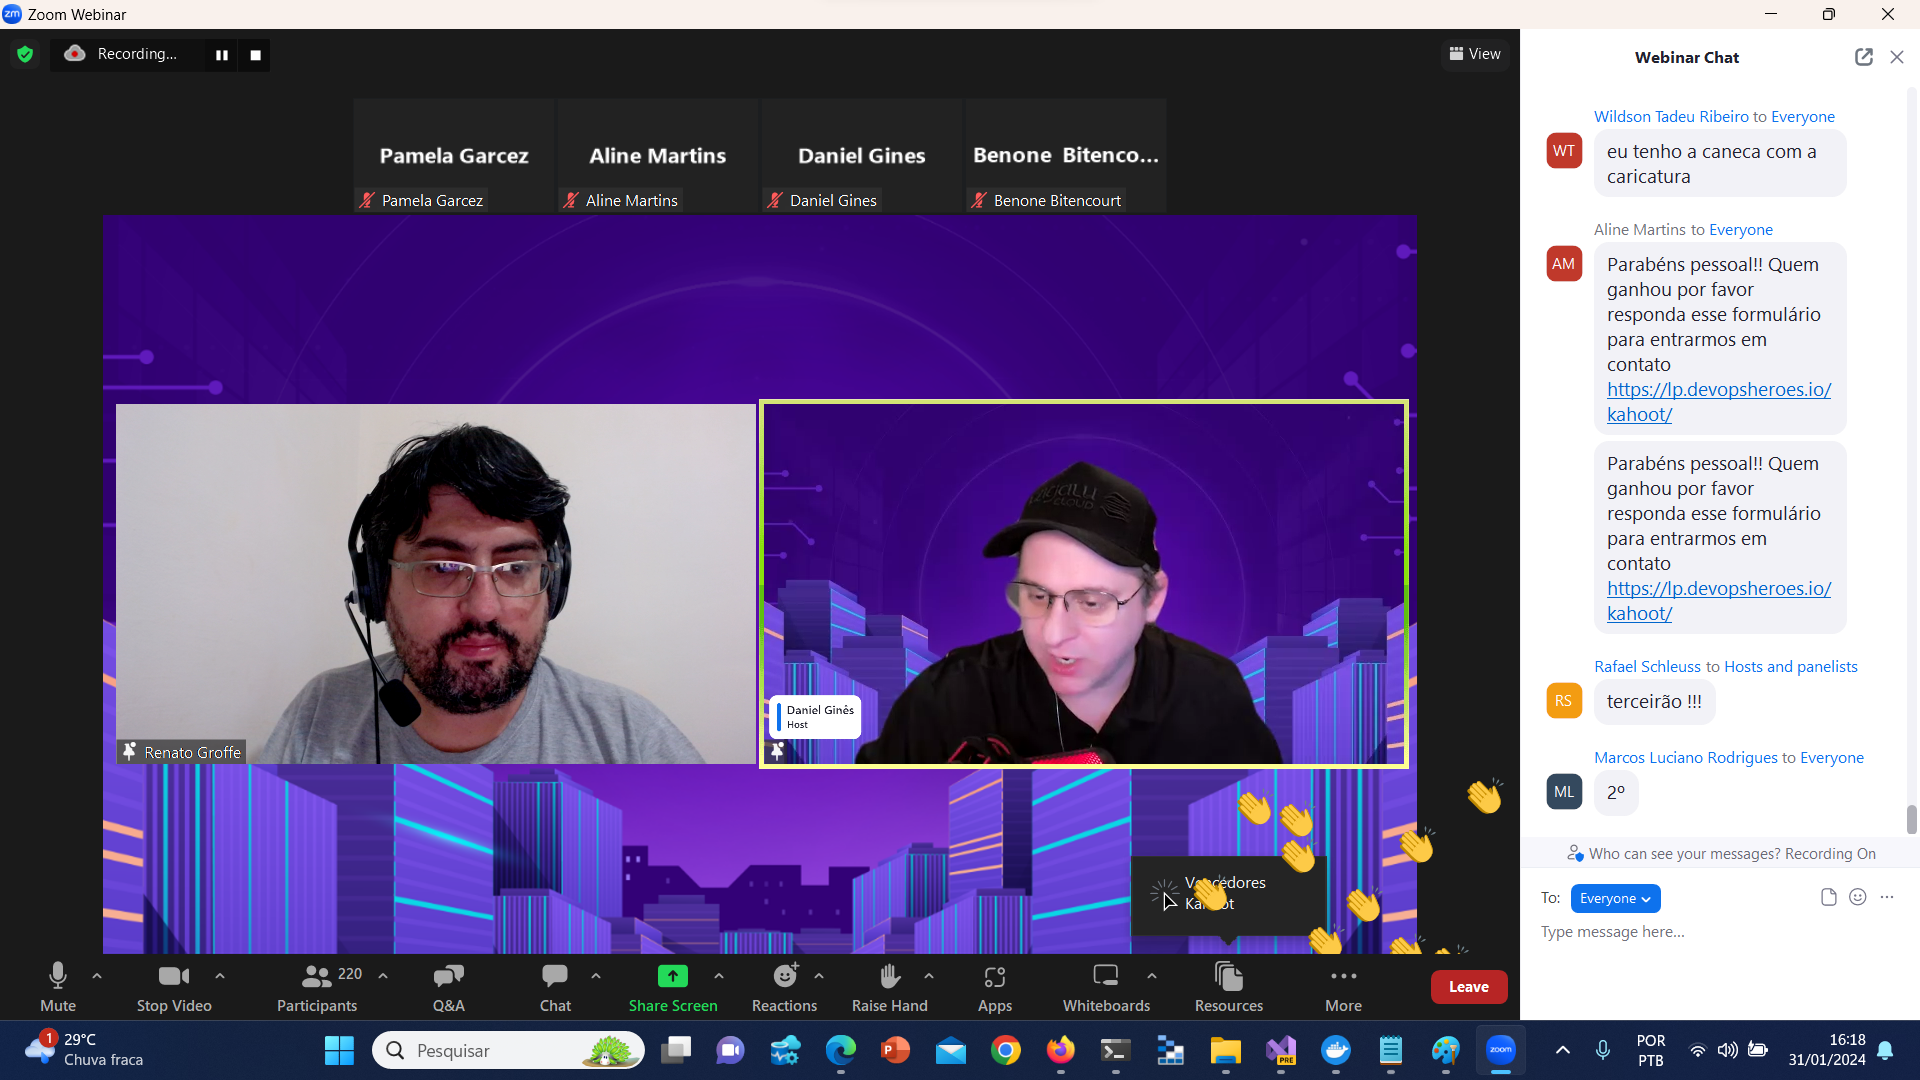 Zoom Webinar
Recording...
View
Pamela Garcez
Aline Martins
Daniel Gines
Benone Bitenco...
Pamela Garcez
Aline Martins
Daniel Gines
Benone Bitencourt
CLOUD
Renato Groffe
Daniel Ginês
Host
Mute
Stop Video
220
Participants
Q&A
Chat
Share Screen
Reactions
Raise Hand
Apps
Whiteboards
Resources
More
Leave
Webinar Chat
Wildson Tadeu Ribeiro to Everyone
WT
eu tenho a caneca com a
caricatura
Aline Martins to Everyone
AM
Parabéns pessoal!! Quem
ganhou por favor
responda esse formulário
para entrarmos em
contato
https://lp.devopsheroes.io/
kahoot/
Parabéns pessoal!! Quem
ganhou por favor
responda esse formulário
para entrarmos em
contato
https://lp.devopsheroes.io/
kahoot/
Rafael Schleuss to Hosts and panelists
RS
terceirão !!!
Marcos Luciano Rodrigues to Everyone
ML
2º
Who can see your messages? Recording On
To: Everyone
Type message here...
1
29°C
Chuva fraca
Pesquisar
PRE
zoom
POR
PTB
16:18
31/01/2024